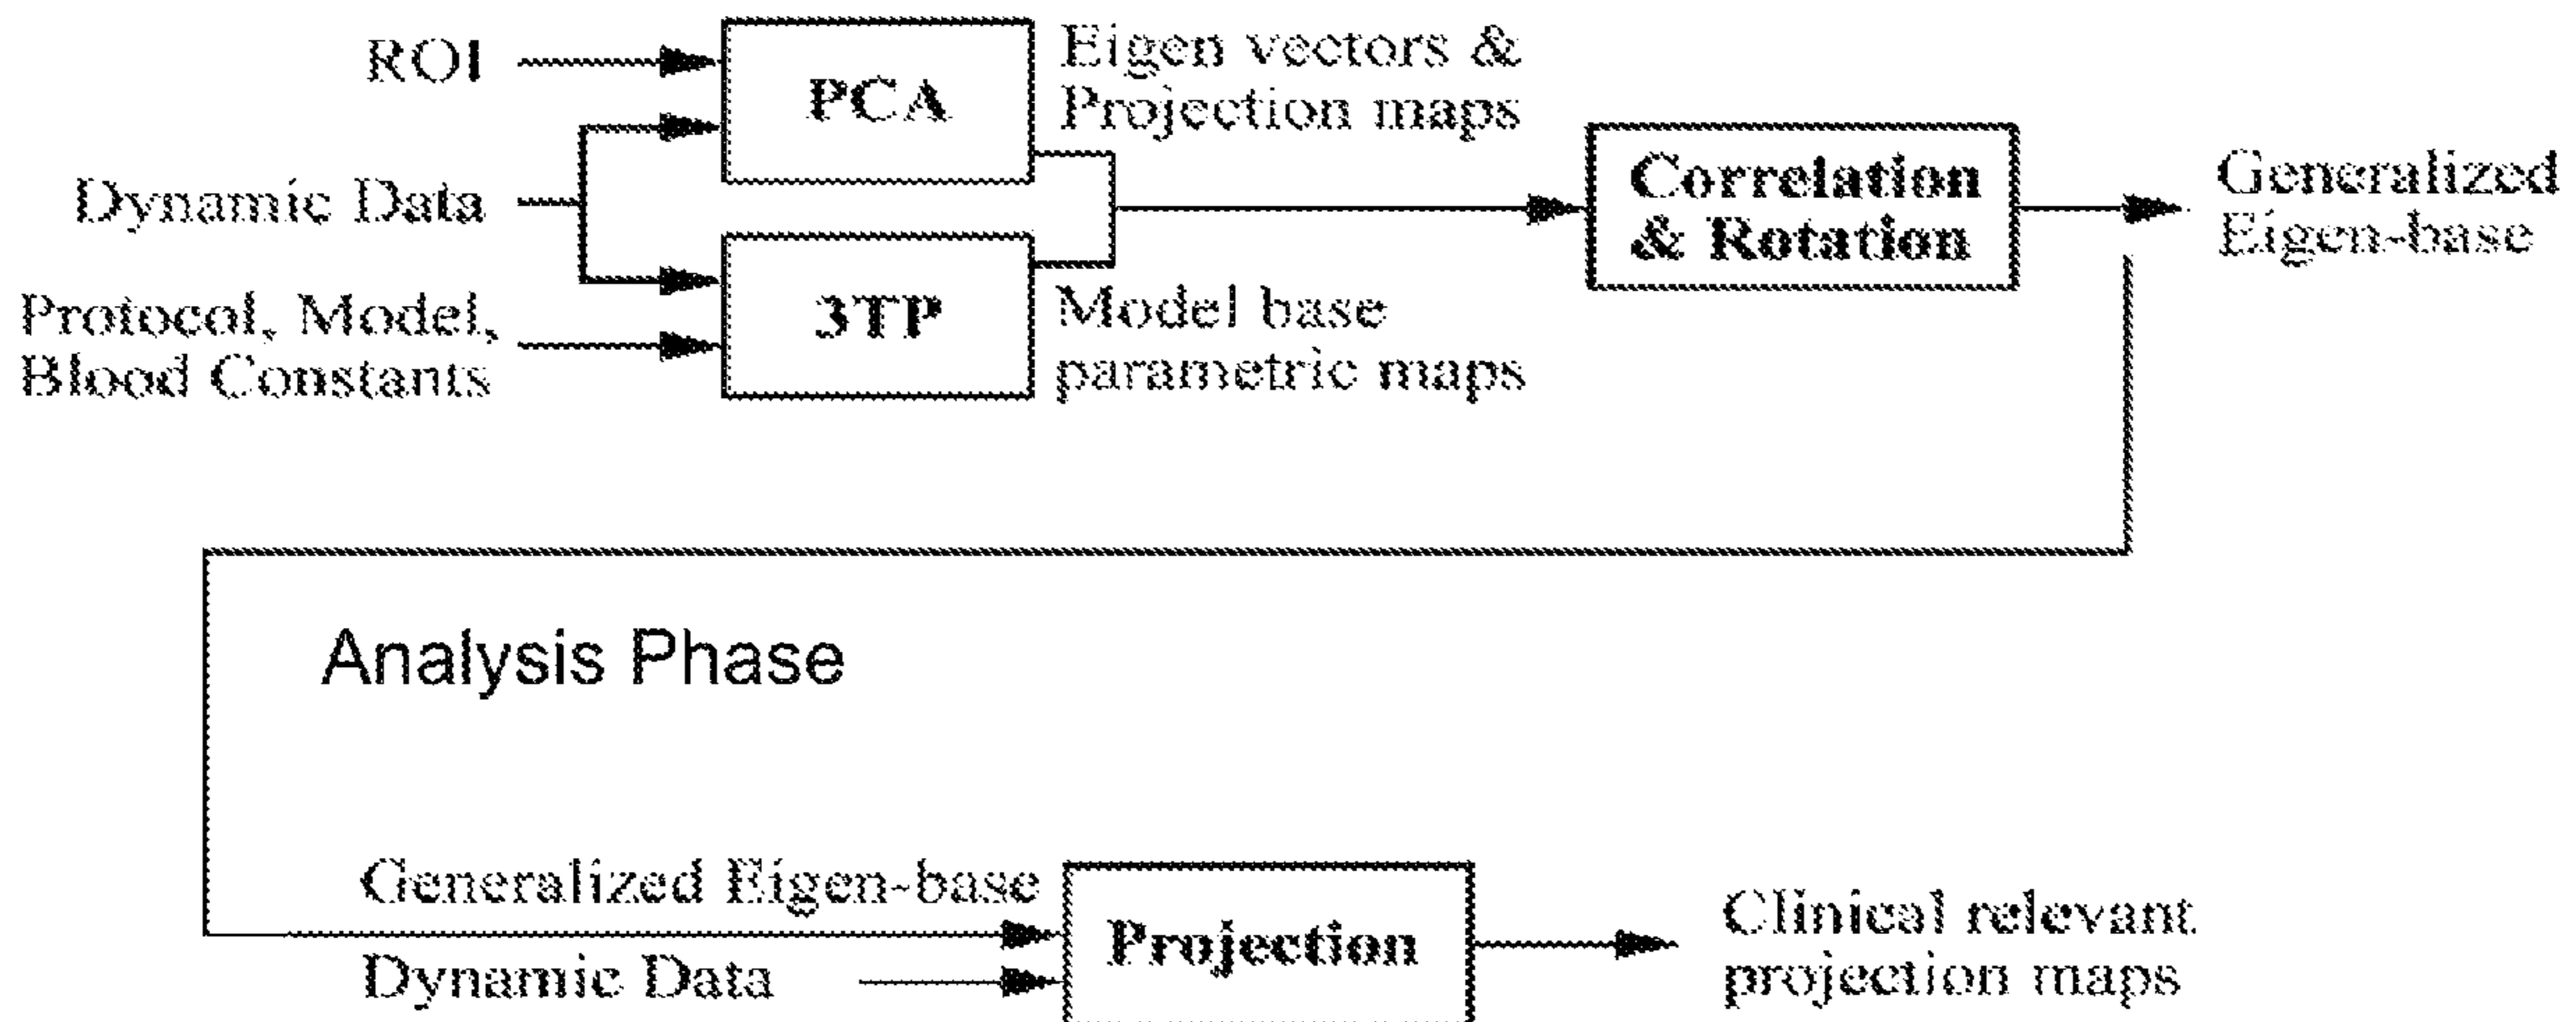 ROI
PCA
Eigen vectors &
Projection maps
Dynamic Data
Correlation
& Rotation
Generalized
Eigen-base
Protocol, Model,
Blood Constants
3TP
Model base
parametric maps
Analysis Phase
Generalized Eigen-base
Dynamic Data
Projection
Clinical relevant
projection maps